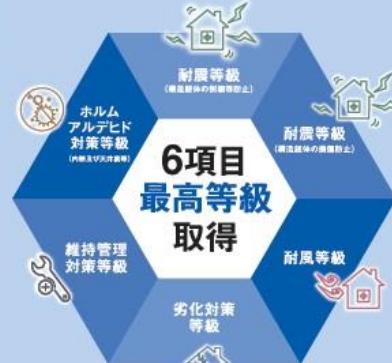 耐震等級
(構造躯体の倒壊等防止)
耐震等級
(構造躯体の損傷防止)
耐風等級
劣化対策
等級
維持管理
対策等級
ホルム
アルデヒド
対策等級
(内装及び天井裏等)
6項目
最高等級
取得